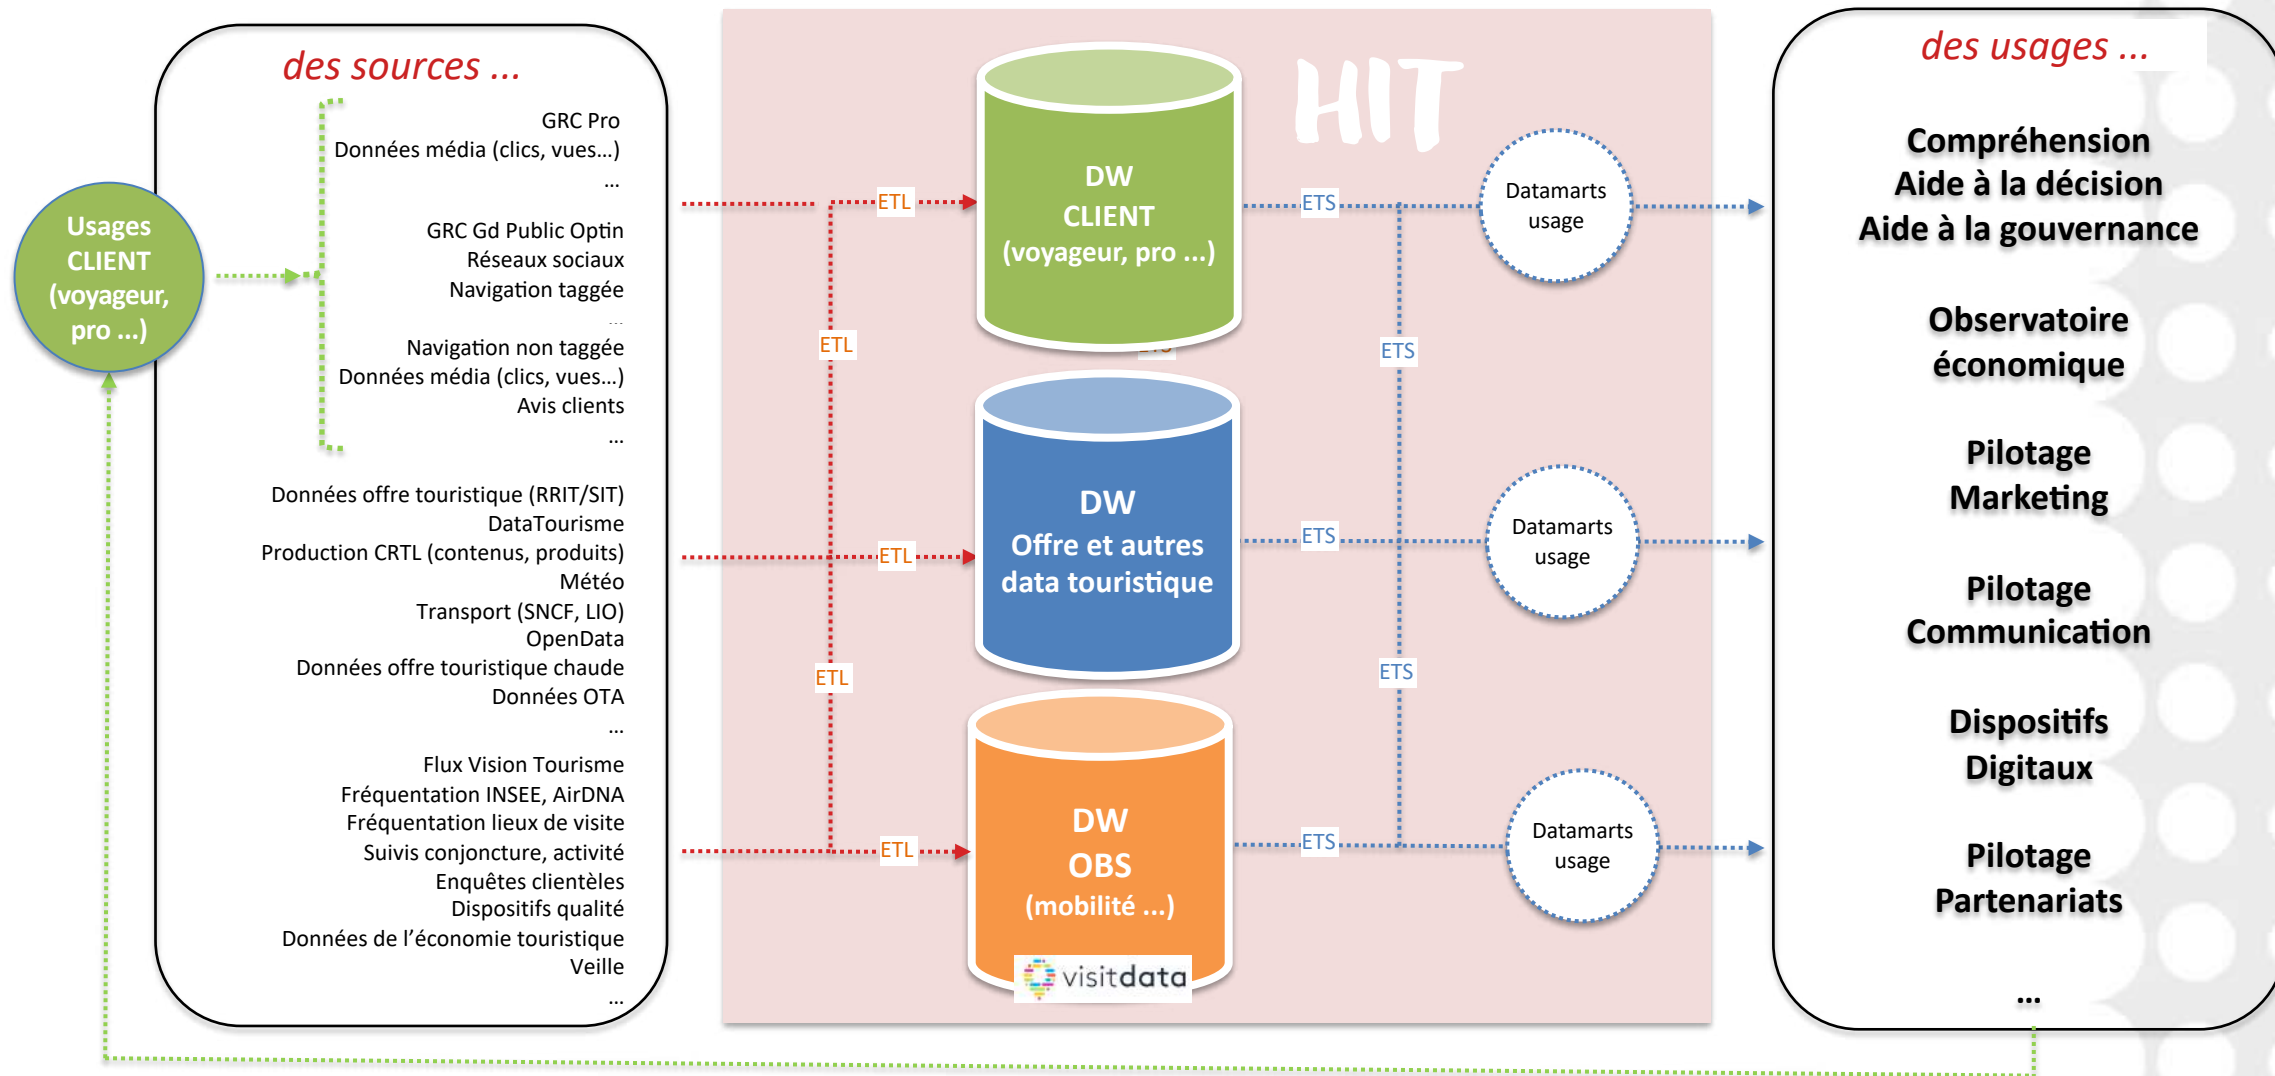 des sources ...
GRC Pro
Données média (clics, vues...)
...
GRC Gd Public Optin
Réseaux sociaux
Navigation taggée
...
Navigation non taggée
Données média (clics, vues...)
Avis clients
...
Données offre touristique (RRIT/SIT)
DataTourisme
Production CRTL (contenus, produits)
Météo
Transport (SNCF, LIO)
OpenData
Données offre touristique chaude
Données OTA
...
Flux Vision Tourisme
Fréquentation INSEE, AirDNA
Fréquentation lieux de visite
Suivis conjoncture, activité
Enquêtes clientèles
Dispositifs qualité
Données de l'économie touristique
Veille
...
Usages
CLIENT
(voyageur,
pro ...)
HIT
ETL
ETL
ETL
ETL
ETL
DW
CLIENT
(voyageur, pro ...)
ETS
DW
Offre et autres
data touristique
DW
OBS
(mobilité ...)
visitdata
ETS
ETS
ETS
ETS
ETS
Datamarts
usage
Datamarts
usage
Datamarts
usage
des usages ...
Compréhension
Aide à la décision
Aide à la gouvernance
Observatoire
économique
Pilotage
Marketing
Pilotage
Communication
Dispositifs
Digitaux
Pilotage
Partenariats
...